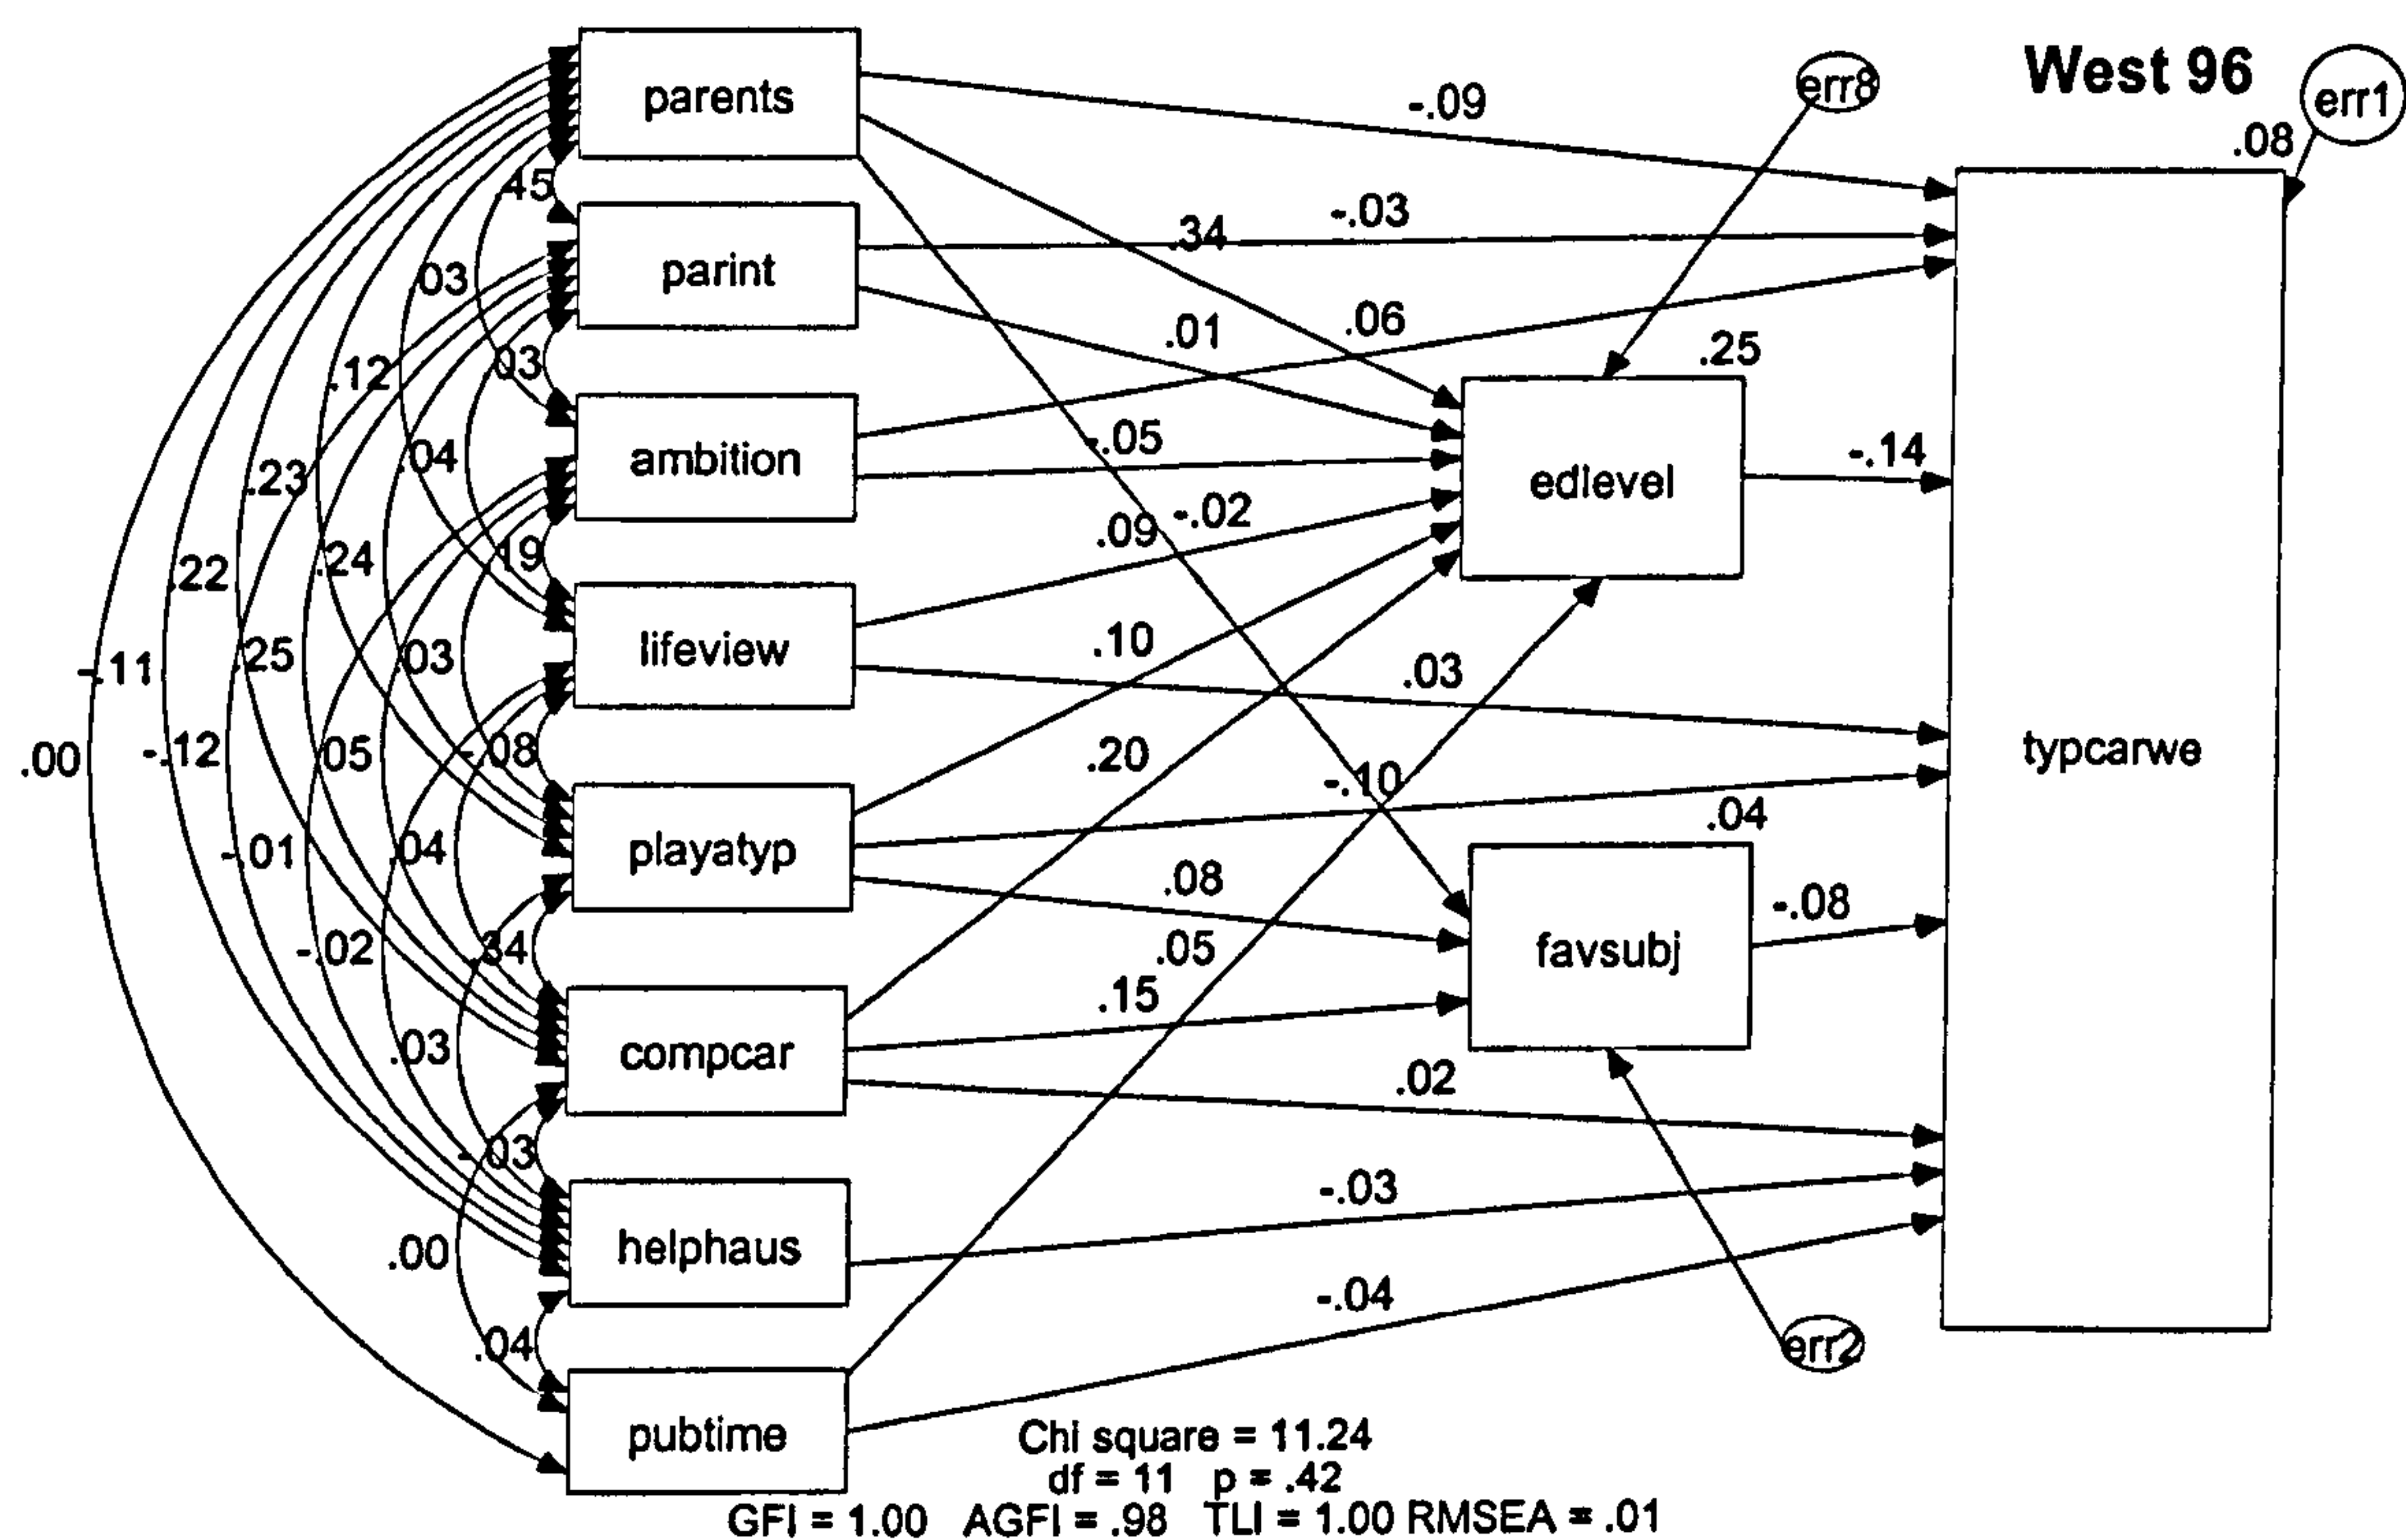 West 96
err8
err1
.08
parents
-.09
.45
parint
.34
-.03
.03
.01
.06
.25
.12
.03
ambition
-.05
edlevel
-.14
.23
.04
.09
-.02
.22
.24
.19
lifeview
.10
.03
-.11
.25
.03
typcarwe
.00
-.12
.05
-.08
.20
-.10
.04
-.01
.04
playatyp
.08
-.08
-.02
.34
.05
favsubj
.15
.03
compcar
.02
-.03
-.03
.00
helphaus
-.04
.04
err2
pubtime
Chi square = 11.24
df = 11 p = .42
GFI = 1.00 AGFI = .98 TLI = 1.00 RMSEA = .01